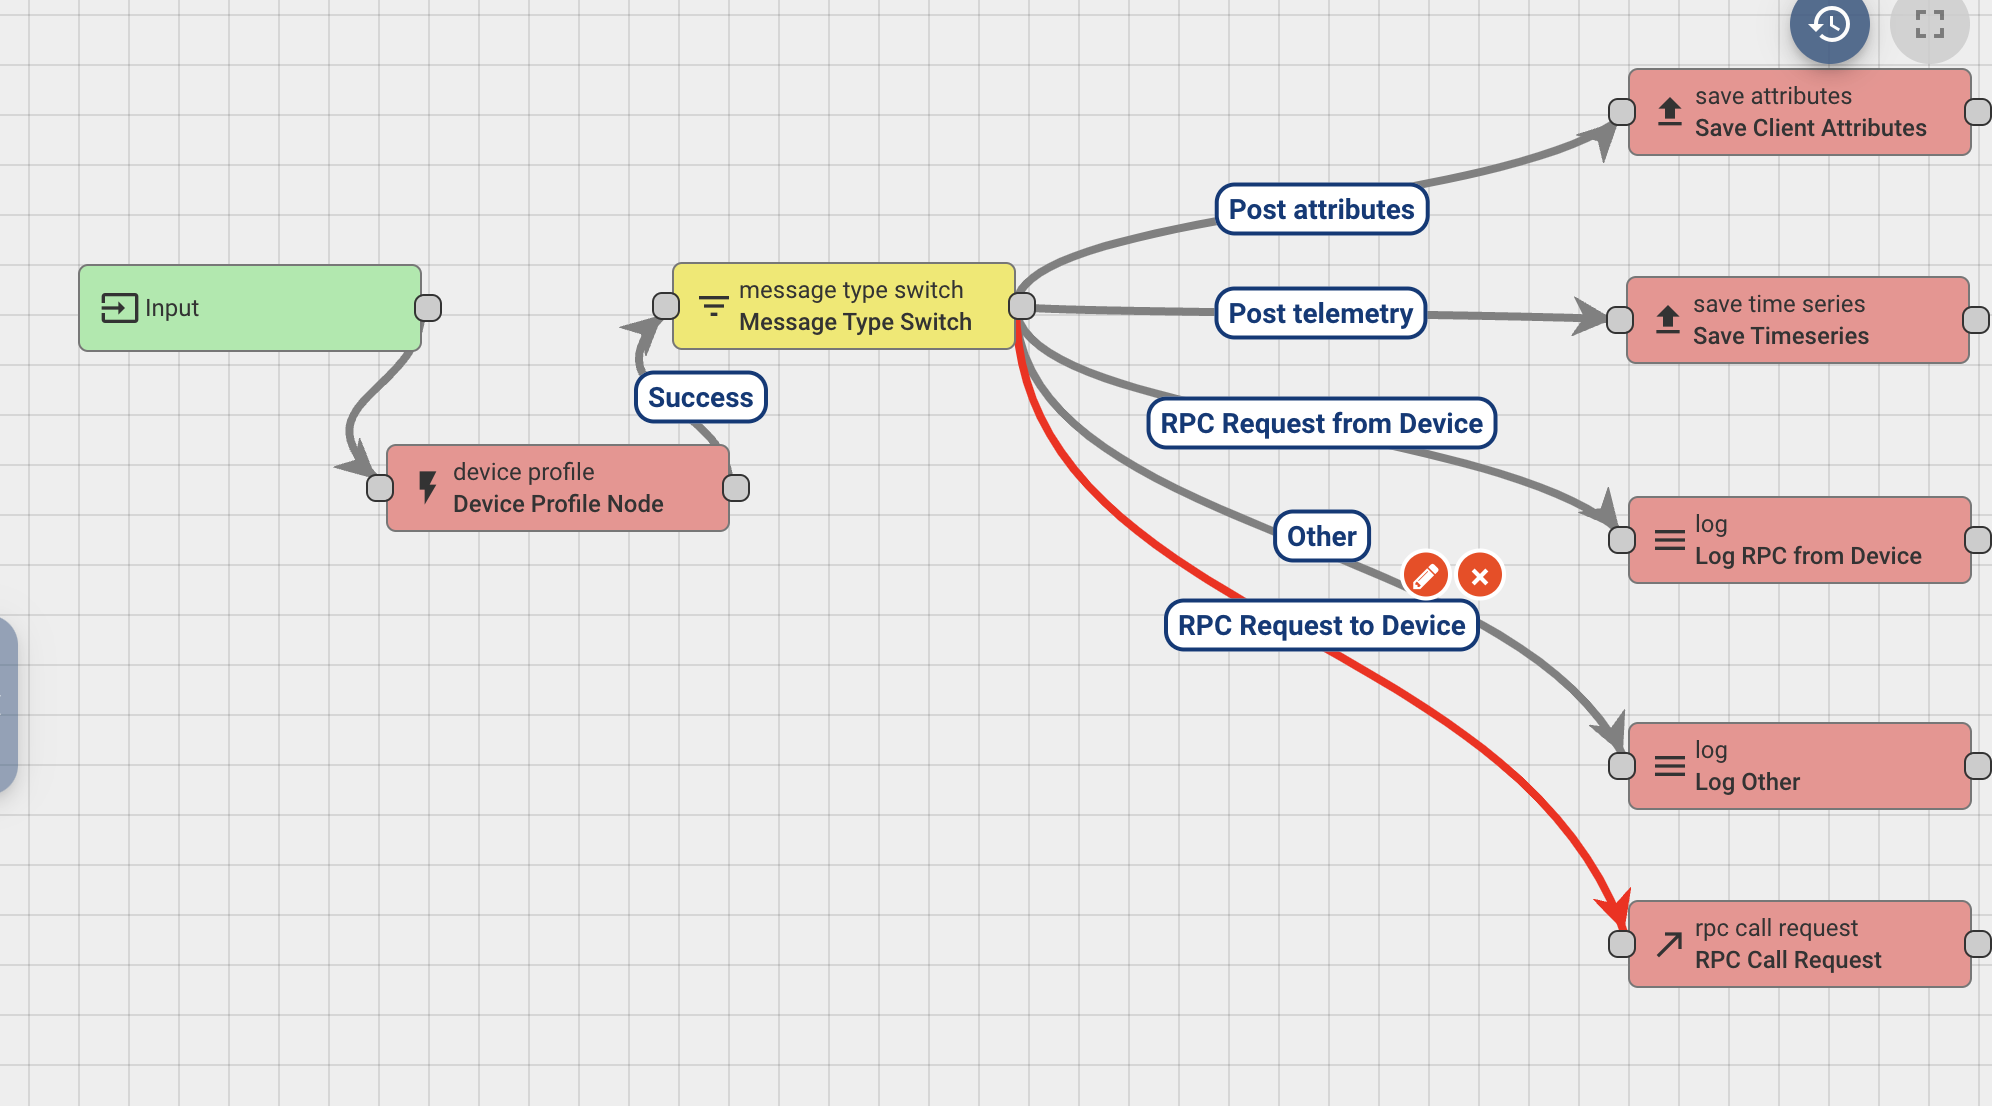 save attributes
Save Client Attributes
Post attributes
Input
message type switch
Message Type Switch
Post telemetry
save time series
Save Timeseries
Success
RPC Request from Device
device profile
Device Profile Node
Other
log
Log RPC from Device
RPC Request to Device
log
Log Other
rpc call request
RPC Call Request